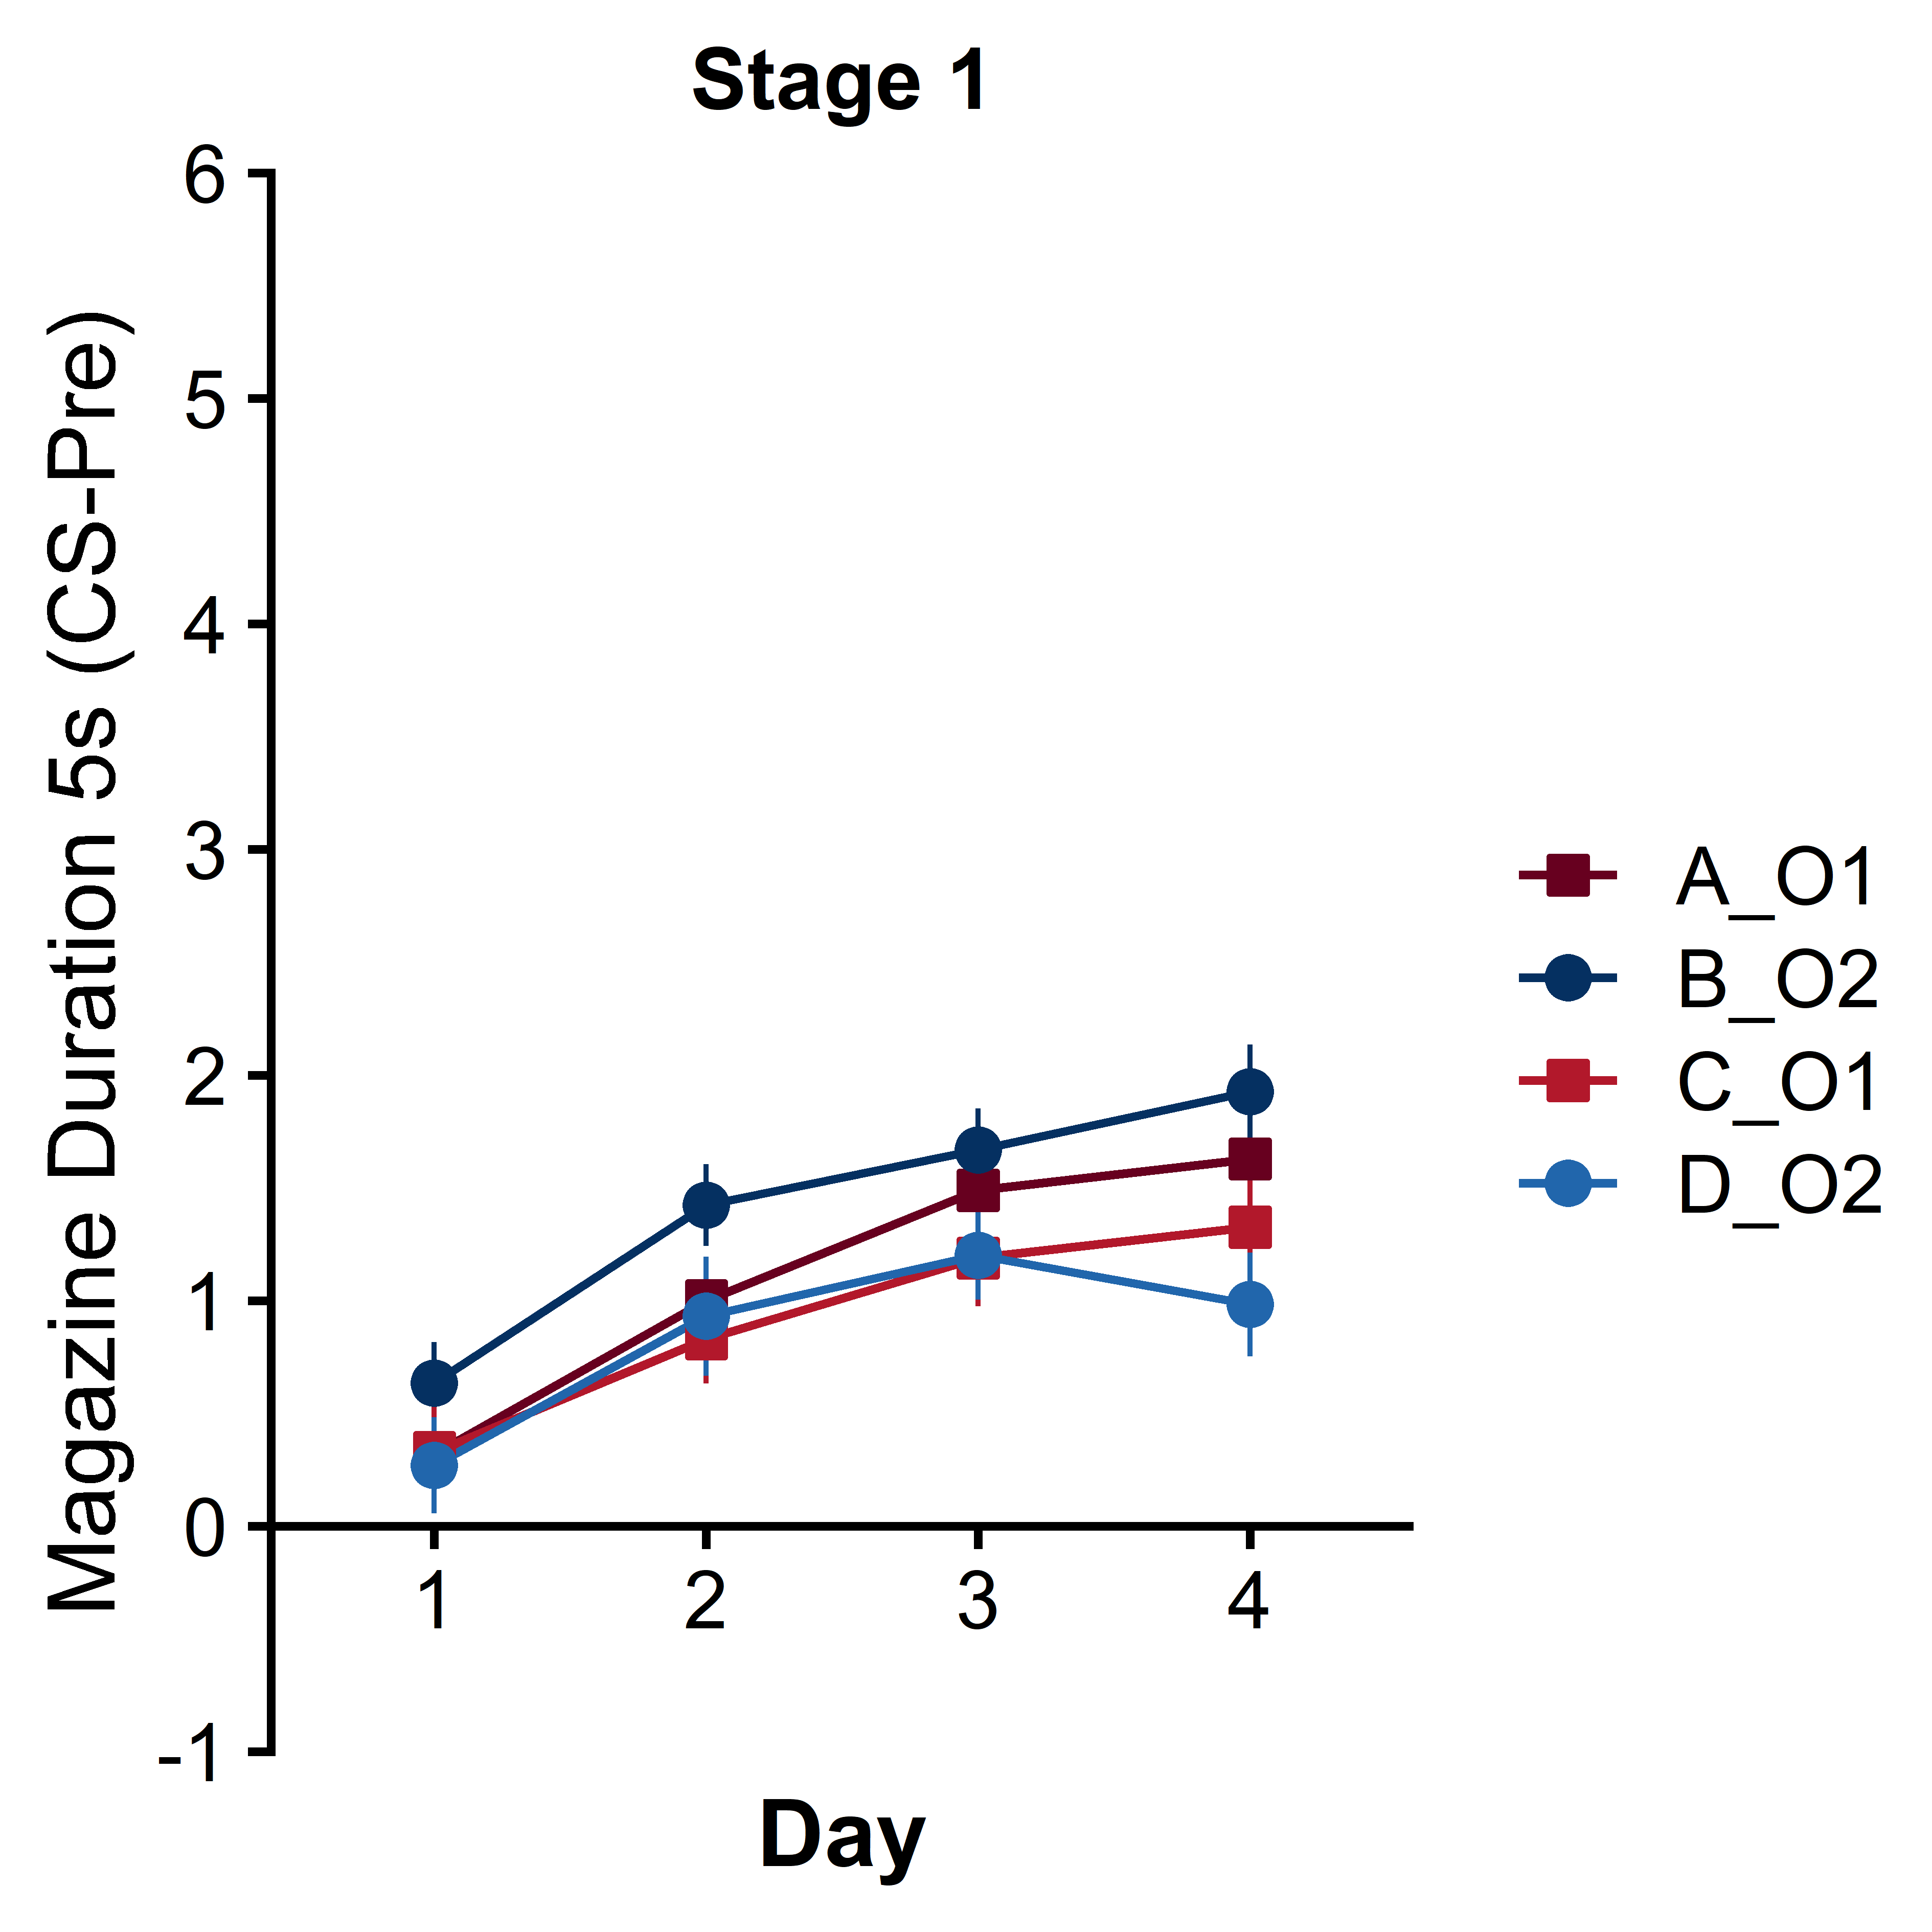 Stage 1
Magazine Duration 5s (CS-Pre)
6
5
4
3
2
1
0
-1
1 2 3 4
Day
A_O1
B_O2
C_O1
D_O2